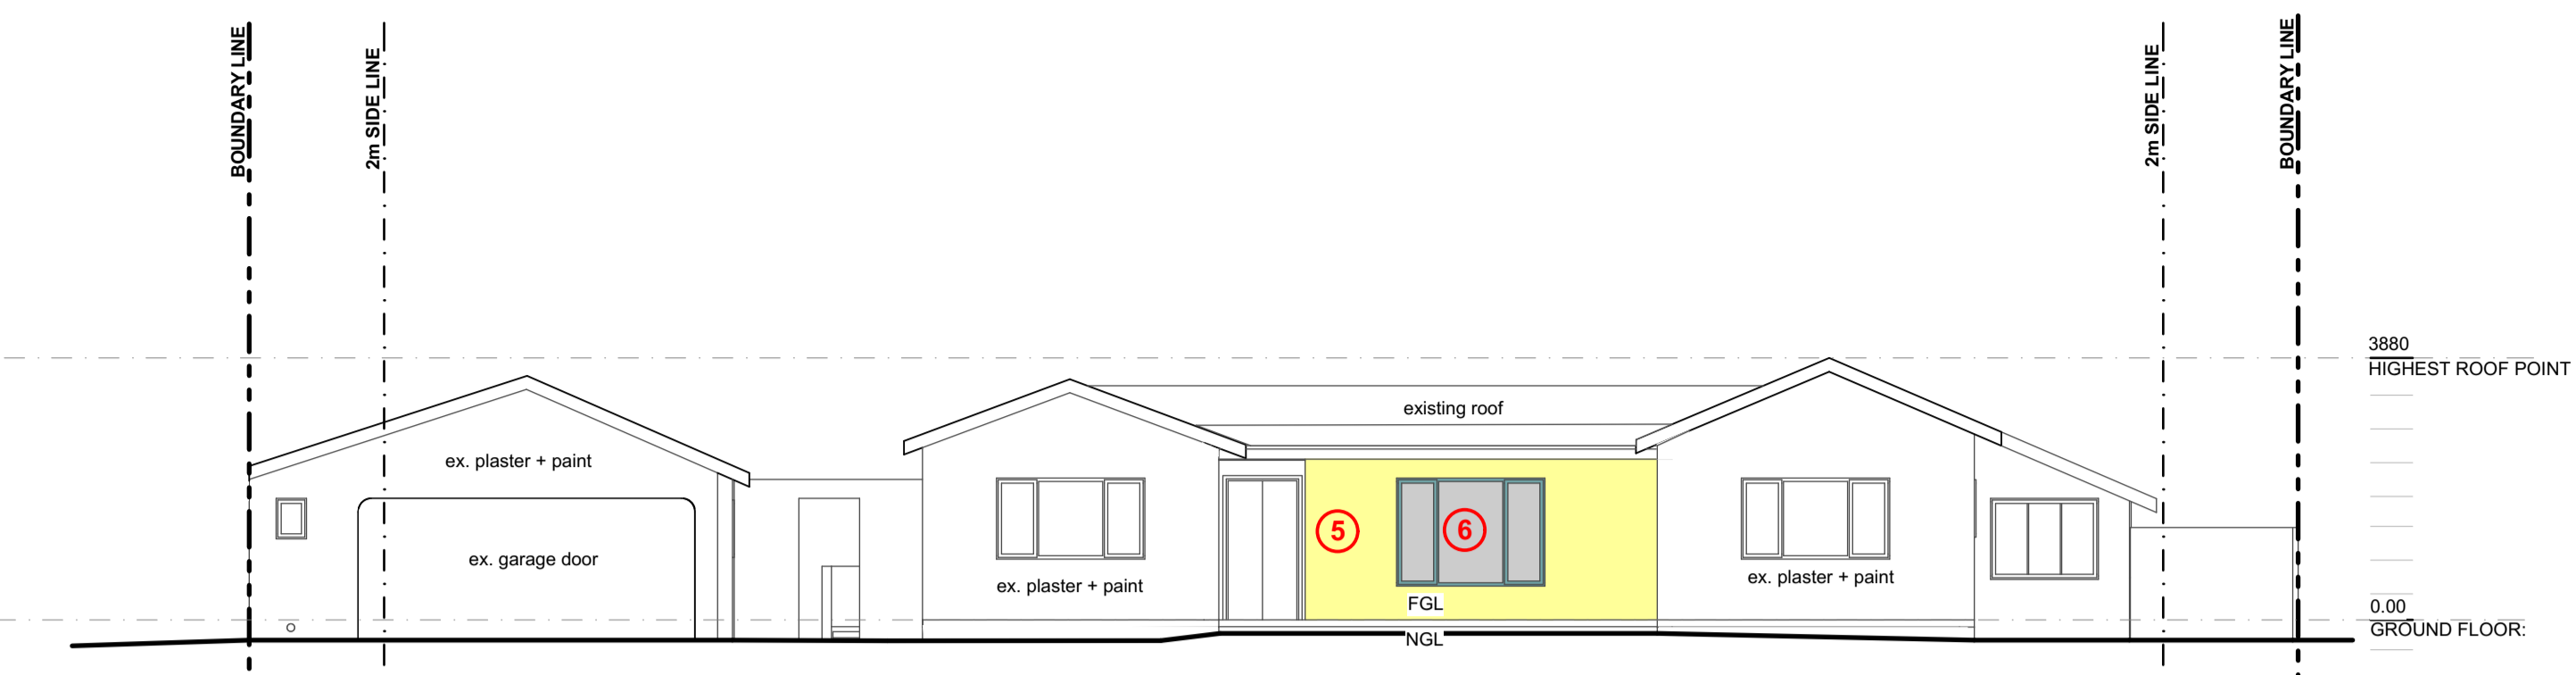 BOUNDARY LINE
2m SIDE LINE
2m SIDE LINE
BOUNDARY LINE
3880
HIGHEST ROOF POINT
existing roof
ex. plaster + paint
5
6
ex. garage door
ex. plaster + paint
ex. plaster + paint
FGL
0.00
GROUND FLOOR:
NGL